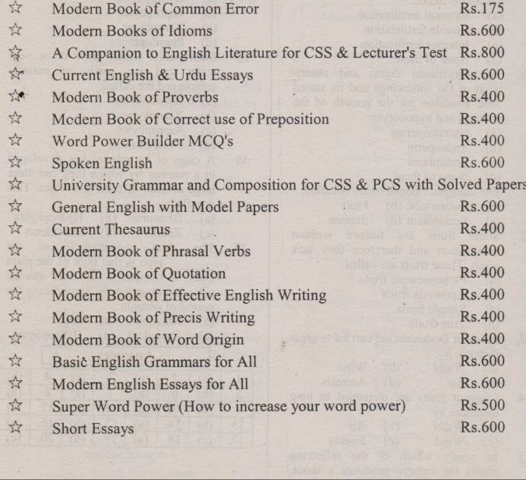 ☆ Modern Book of Common Error Rs.175
☆ Modern Books of Idioms Rs.600
☆ A Companion to English Literature for CSS & Lecturer's Test Rs.800
☆ Current English & Urdu Essays Rs.600
☆ Modern Book of Proverbs Rs.400
☆ Modern Book of Correct use of Preposition Rs.400
☆ Word Power Builder MCQ's Rs.400
☆ Spoken English Rs.600
☆ University Grammar and Composition for CSS & PCS with Solved Papers
☆ General English with Model Papers Rs.600
☆ Current Thesaurus Rs.400
☆ Modern Book of Phrasal Verbs Rs.400
☆ Modern Book of Quotation Rs.400
☆ Modern Book of Effective English Writing Rs.400
☆ Modern Book of Precis Writing Rs.400
☆ Modern Book of Word Origin Rs.400
☆ Basic English Grammars for All Rs.600
☆ Modern English Essays for All Rs.600
☆ Super Word Power (How to increase your word power) Rs.500
☆ Short Essays Rs.600